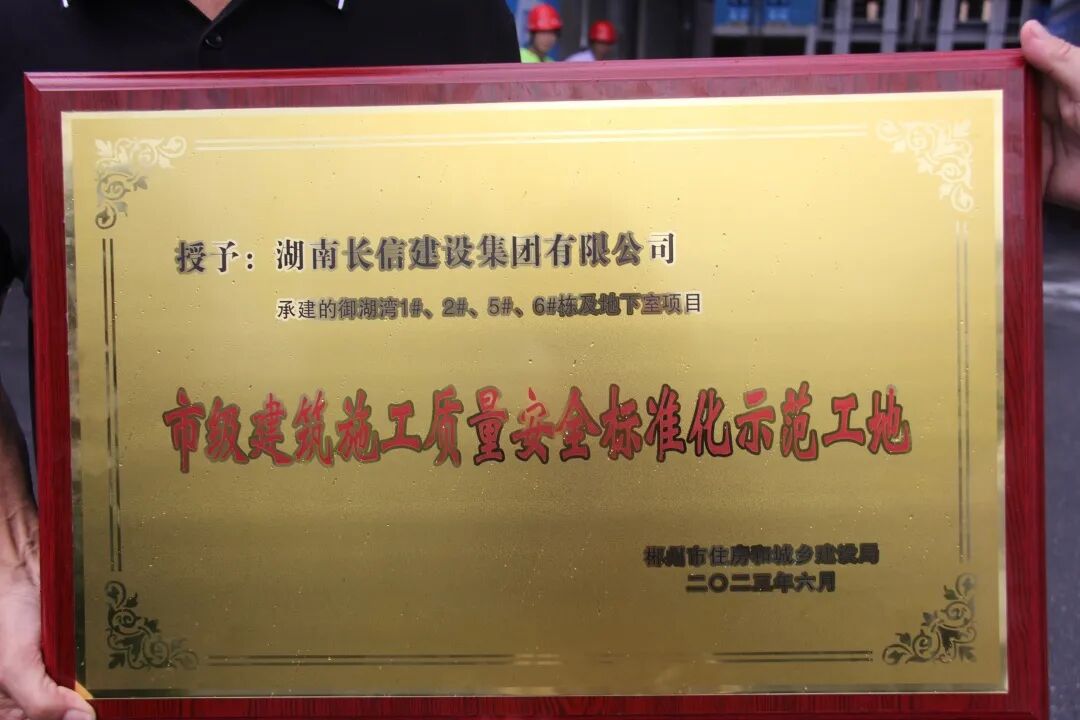 授予：湖南长信建设集团有限公司
承建的御湖湾1#、2#、5#、6#栋及地下室项目
市级建筑施工质量安全标准化示范工地
郴州市住房和城乡建设局
二〇二三年六月